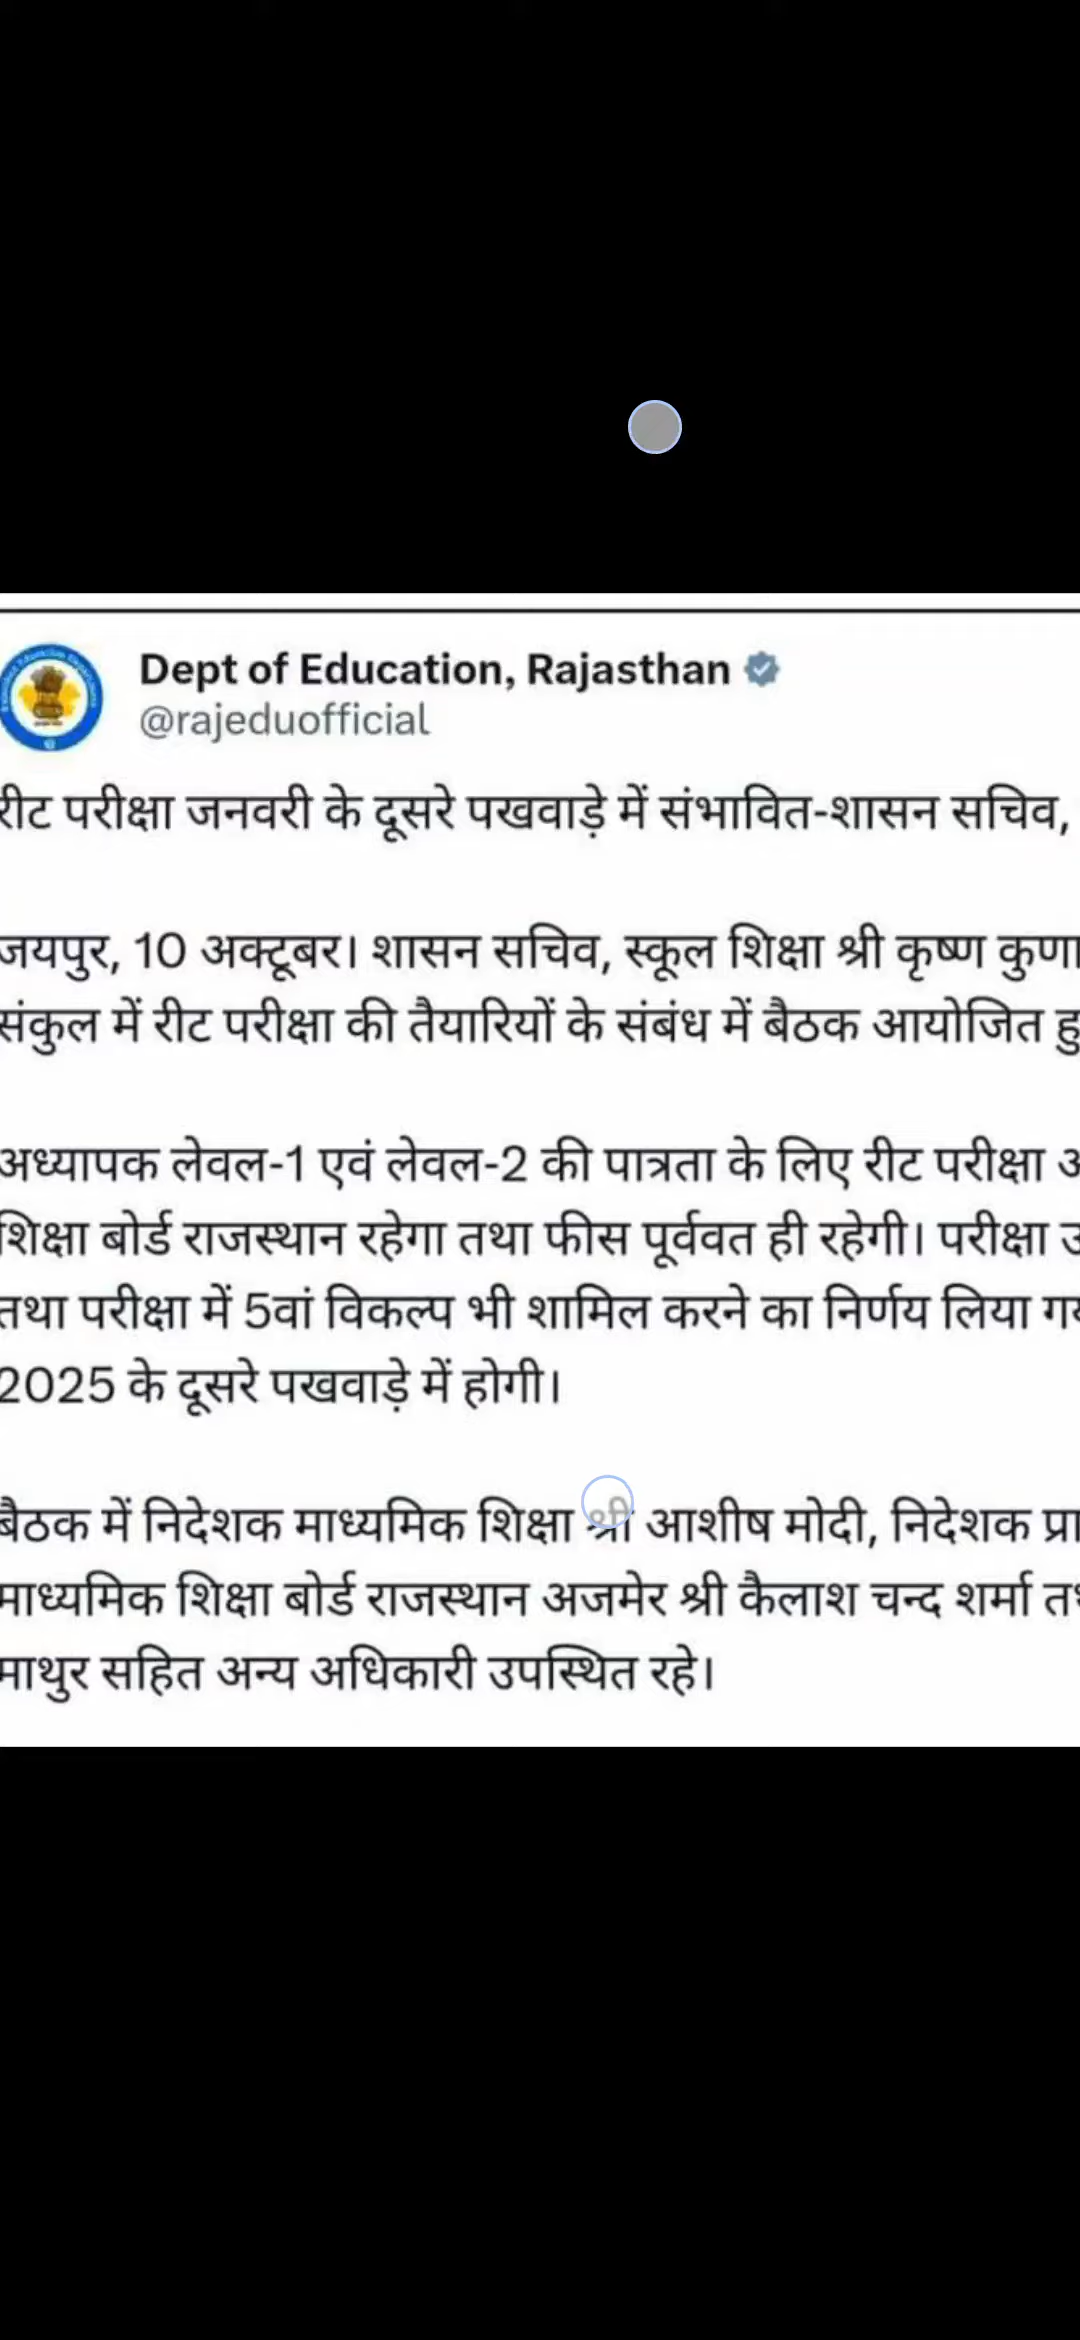 Dept of Education, Rajasthan
@rajeduofficial
रीट परीक्षा जनवरी के दूसरे पखवाड़े में संभावित-शासन सचिव,
जयपुर, 10 अक्टूबर। शासन सचिव, स्कूल शिक्षा श्री कृष्ण
संकुल में रीट परीक्षा की तैयारियों के संबंध में बैठक आयोजित
अध्यापक लेवल-1 एवं लेवल-2 की पात्रता के लिए रीट परीक्षा
शिक्षा बोर्ड राजस्थान रहेगा तथा फीस पूर्ववत ही रहेगी। परीक्षा
तथा परीक्षा में 5वां विकल्प भी शामिल करने का निर्णय लिया
2025 के दूसरे पखवाड़े में होगी।
बैठक में निदेशक माध्यमिक शिक्षा श्री आशीष मोदी, निदेशक
माध्यमिक शिक्षा बोर्ड राजस्थान अजमेर श्री कैलाश चन्द शर्मा
माथुर सहित अन्य अधिकारी उपस्थित रहे।